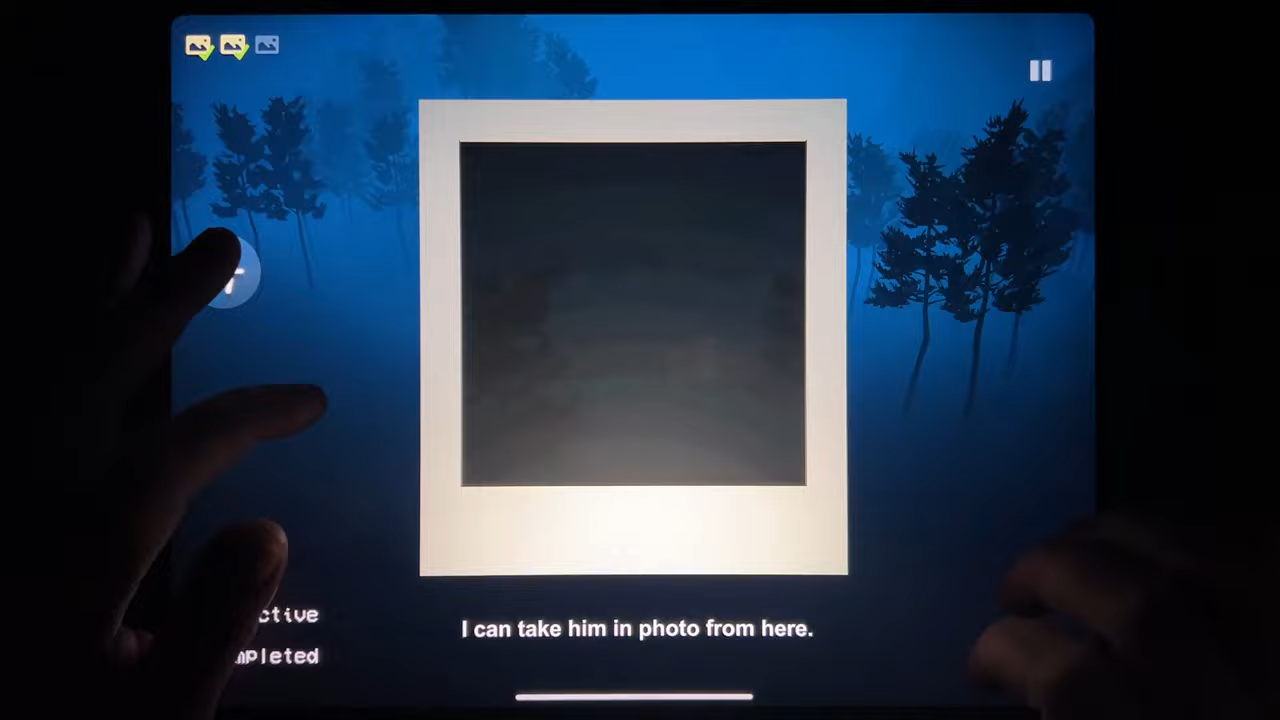 ctive
mpleted
I can take him in photo from here.